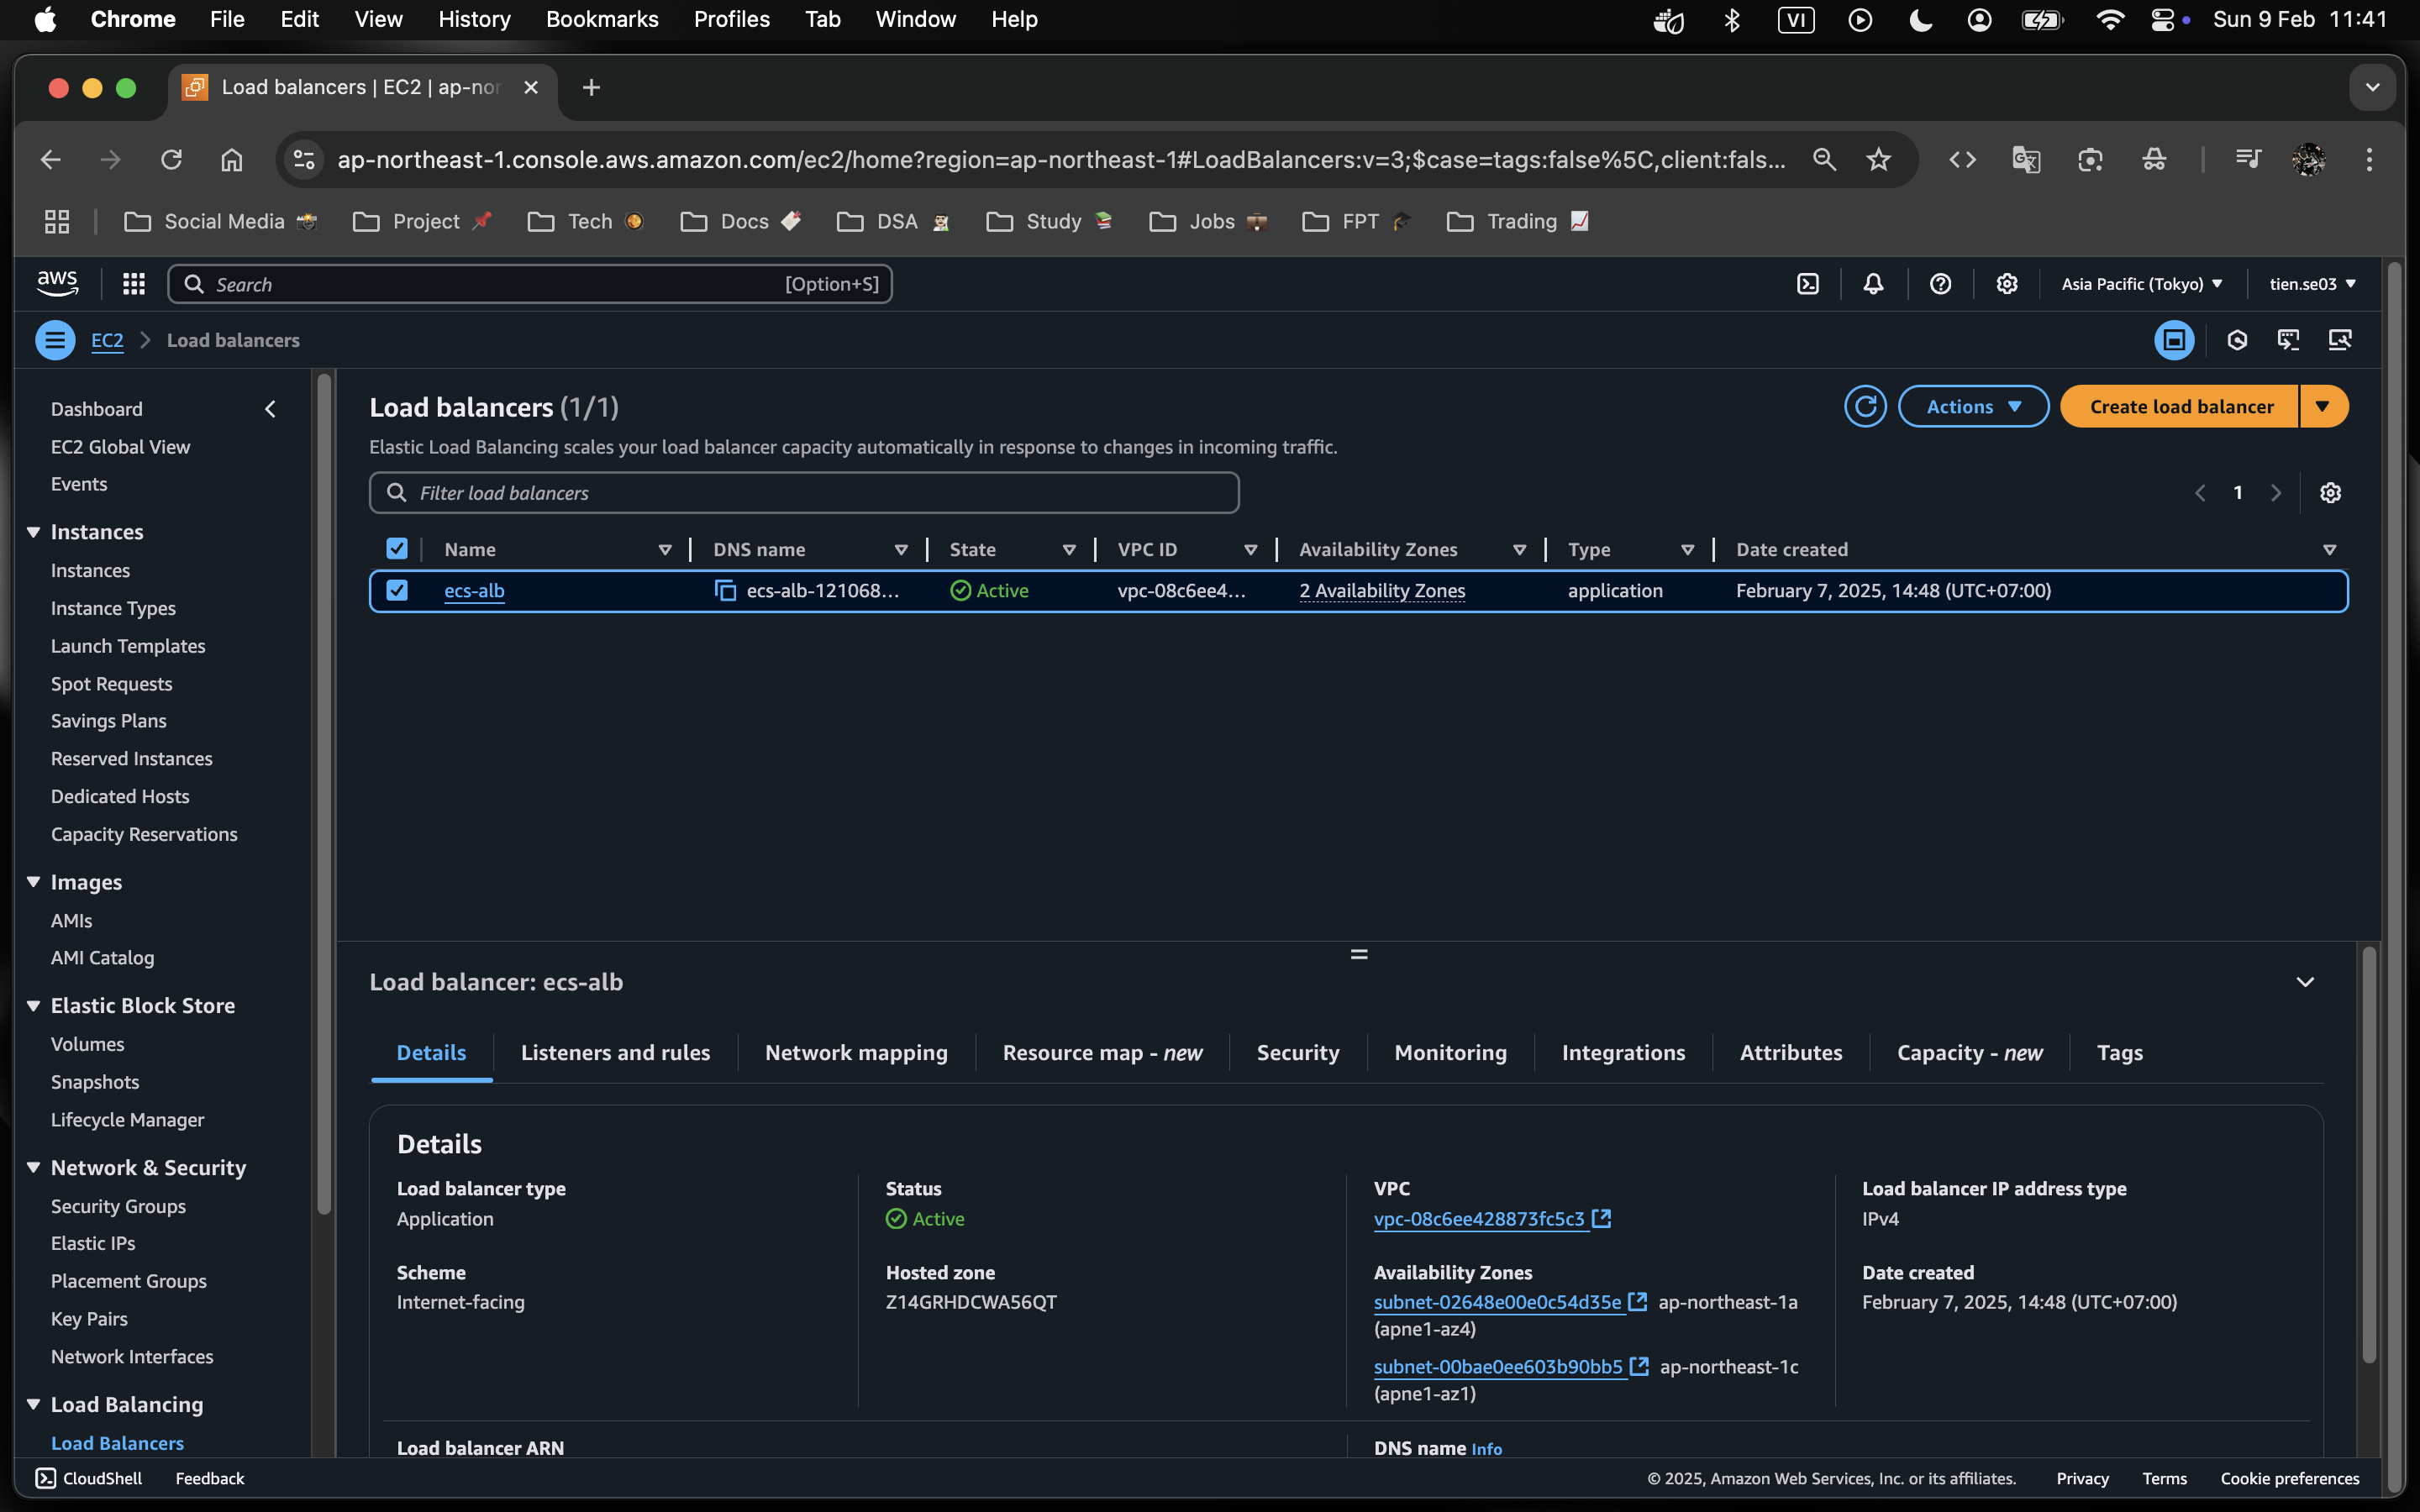 Chrome File Edit View History Bookmarks Profiles Tab Window Help VI Sun 9 Feb 11:41
Load balancers | EC2 | ap-nor
ap-northeast-1.console.aws.amazon.com/ec2/home?region=ap-northeast-1#LoadBalancers:v=3;$case=tags:false%5C,client:fals...
Social Media Project Tech Docs DSA Study Jobs FPT Trading
aws Search [Option+S] Asia Pacific (Tokyo) tien.se03
EC2 Load balancers
Dashboard
EC2 Global View
Events
Instances
Instances
Instance Types
Launch Templates
Spot Requests
Savings Plans
Reserved Instances
Dedicated Hosts
Capacity Reservations
Images
AMIs
AMI Catalog
Elastic Block Store
Volumes
Snapshots
Lifecycle Manager
Network & Security
Security Groups
Elastic IPs
Placement Groups
Key Pairs
Network Interfaces
Load Balancing
Load Balancers
Load balancers (1/1)
Actions Create load balancer
Elastic Load Balancing scales your load balancer capacity automatically in response to changes in incoming traffic.
Filter load balancers
1
Name DNS name State VPC ID Availability Zones Type Date created
ecs-alb ecs-alb-121068... Active vpc-08c6ee4... 2 Availability Zones application February 7, 2025, 14:48 (UTC+07:00)
Load balancer: ecs-alb
Details Listeners and rules Network mapping Resource map - new Security Monitoring Integrations Attributes Capacity - new Tags
Details
Load balancer type
Application
Status
Active
VPC
vpc-08c6ee428873fc5c3
Load balancer IP address type
IPv4
Scheme
Internet-facing
Hosted zone
Z14GRHDCWA56QT
Availability Zones
subnet-02648e00e0c54d35e ap-northeast-1a
(apne1-az4)
subnet-00bae0ee603b90bb5 ap-northeast-1c
(apne1-az1)
Date created
February 7, 2025, 14:48 (UTC+07:00)
Load balancer ARN
DNS name Info
CloudShell Feedback © 2025, Amazon Web Services, Inc. or its affiliates. Privacy Terms Cookie preferences